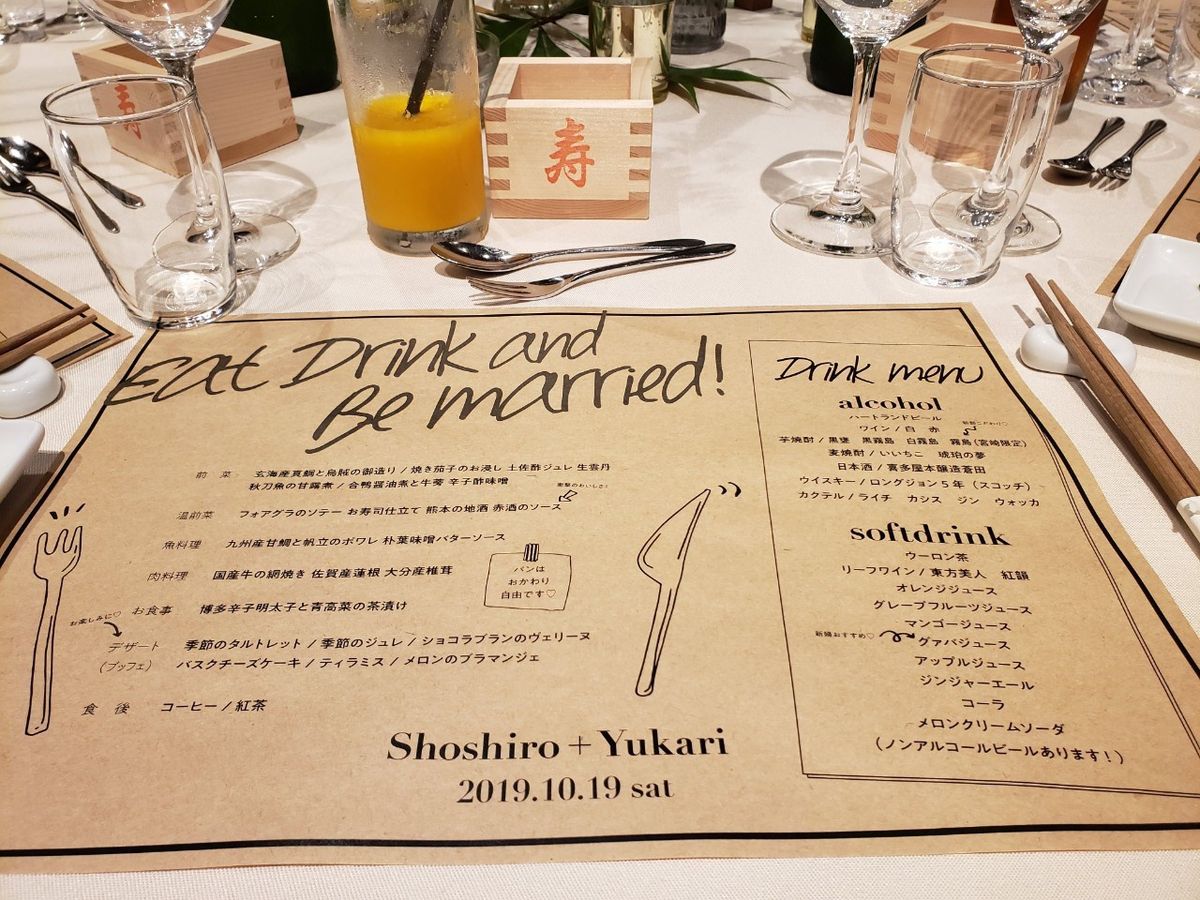 寿
寿
Eat Drink and
Be married!
前 菜 玄海産真鯛と烏賊の御造り / 焼き茄子のお浸し 土佐酢ジュレ 生雲丹
秋刀魚の甘露煮 / 合鴨醤油煮と牛蒡 辛子酢味噌
衝撃のおいしさ!
温前菜 フォアグラのソテー お寿司仕立て 熊本の地酒 赤酒のソース
魚料理 九州産甘鯛と帆立のポワレ 朴葉味噌バターソース
肉料理 国産牛の網焼き 佐賀産蓮根 大分産椎茸
パンは
おかわり
自由です♡
お食事 博多辛子明太子と青高菜の茶漬け
お楽しみに♡
デザート 季節のタルトレット / 季節のジュレ / ショコラブランのヴェリーヌ
(ブッフェ) バスクチーズケーキ / ティラミス / メロンのブラマンジェ
食 後 コーヒー / 紅茶
Shoshiro + Yukari
2019.10.19 sat
Drink menu
alcohol
ハートランドビール
ワイン / 白 赤
芋焼酎 / 黒霧 黒霧島 白霧島 霧島(宮崎限定)
麦焼酎 / いいちこ 琥珀の夢
日本酒 / 喜多屋本醸造蒼田
ウイスキー / ロングジョン5年 (スコッチ)
カクテル / ライチ カシス ジン ウォッカ
softdrink
ウーロン茶
リーフワイン / 東方美人 紅韻
オレンジジュース
グレープフルーツジュース
マンゴージュース
新婦おすすめ♡
グァバジュース
アップルジュース
ジンジャーエール
コーラ
メロンクリームソーダ
(ノンアルコールビールあります!)